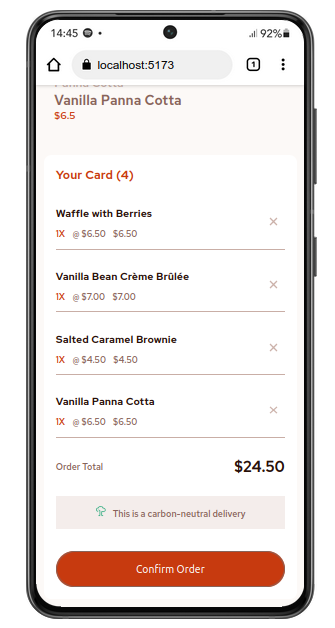 14:45
92%
localhost:5173
1
Panna Cotta
Vanilla Panna Cotta
$6.5
Your Card (4)
Waffle with Berries
1X @$6.50 $6.50
Vanilla Bean Crème Brûlée
1X @$7.00 $7.00
Salted Caramel Brownie
1X @$4.50 $4.50
Vanilla Panna Cotta
1X @$6.50 $6.50
Order Total $24.50
This is a carbon-neutral delivery
Confirm Order